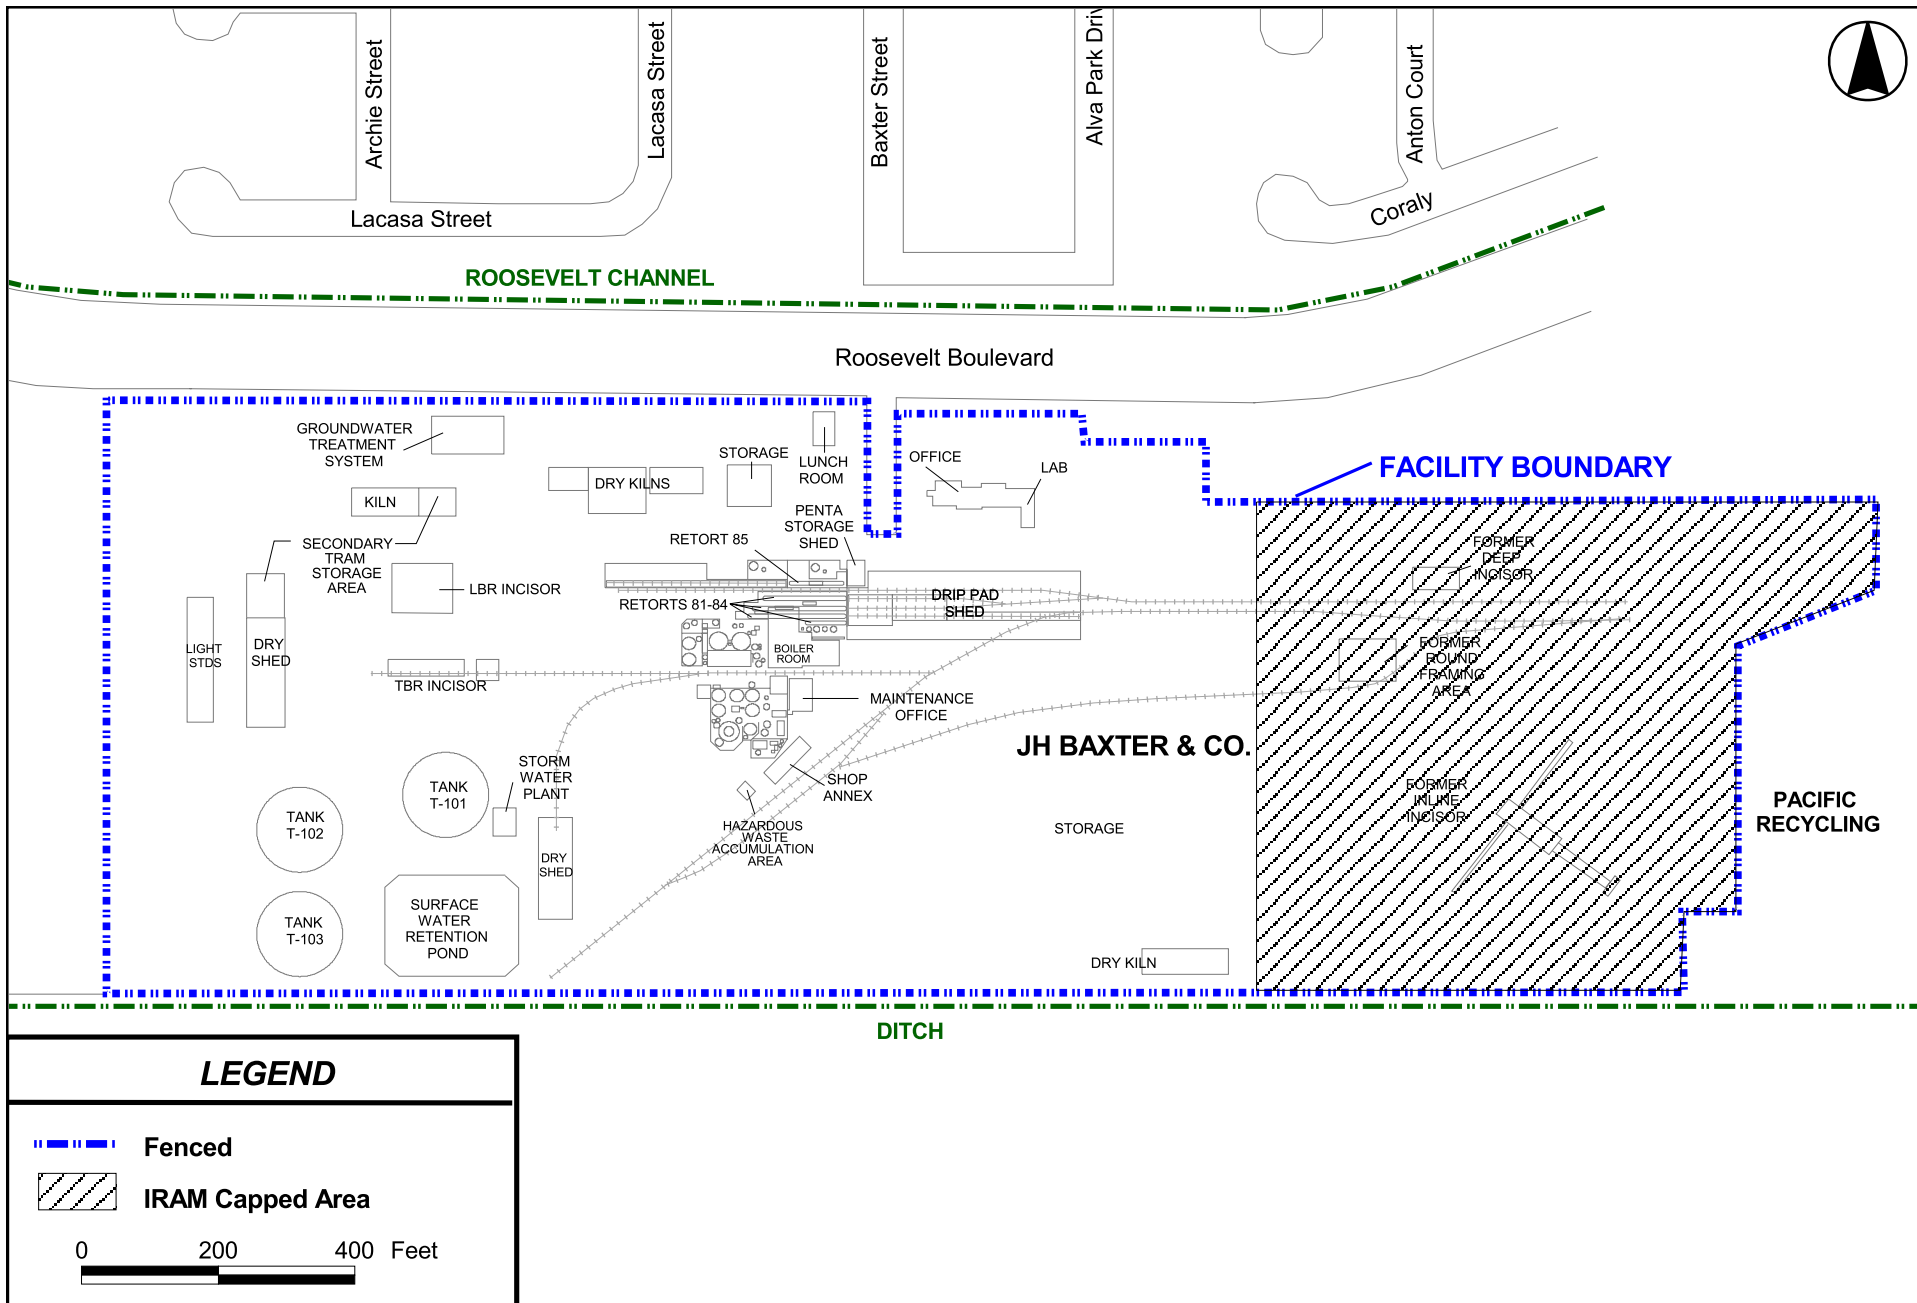 Archie Street
Lacasa Street
Baxter Street
Alva Park Driv
Anton Court
Lacasa Street
Coraly
ROOSEVELT CHANNEL
Roosevelt Boulevard
GROUNDWATER
TREATMENT
SYSTEM
STORAGE
LUNCH
ROOM
OFFICE
LAB
FACILITY BOUNDARY
DRY KILNS
KILN
PENTA
STORAGE
SHED
RETORT 85
SECONDARY
TRAM
STORAGE
AREA
LBR INCISOR
RETORTS 81-84
DRIP PAD
SHED
FORMER
DEEP
INCISOR
LIGHT
STDS
DRY
SHED
BOILER
ROOM
FORMER
ROUND
FRAMING
AREA
TBR INCISOR
MAINTENANCE
OFFICE
JH BAXTER & CO.
STORM
WATER
PLANT
TANK
T-101
SHOP
ANNEX
TANK
T-102
FORMER
INLINE
INCISOR
PACIFIC
RECYCLING
HAZARDOUS
WASTE
ACCUMULATION
AREA
STORAGE
DRY
SHED
TANK
T-103
SURFACE
WATER
RETENTION
POND
DRY KILN
DITCH
LEGEND
Fenced
IRAM Capped Area
0 200 400 Feet